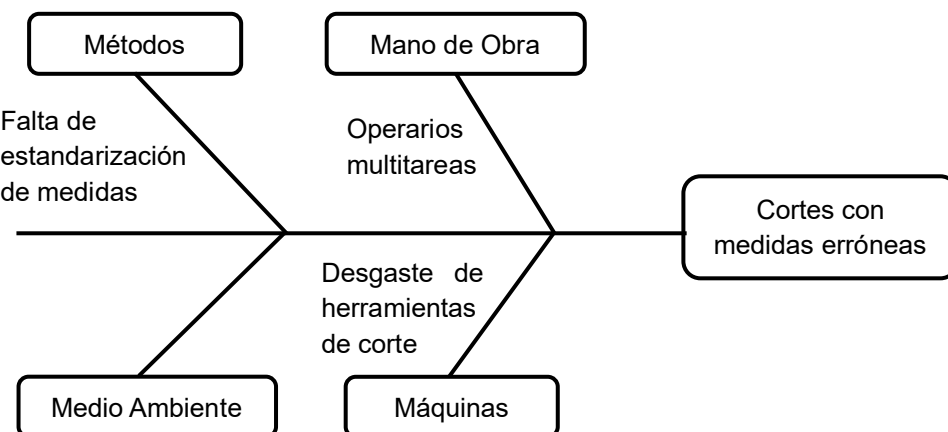 Métodos
Mano de Obra
Falta de
estandarización
de medidas
Operarios
multitareas
Cortes con
medidas erróneas
Desgaste de
herramientas
de corte
Medio Ambiente
Máquinas